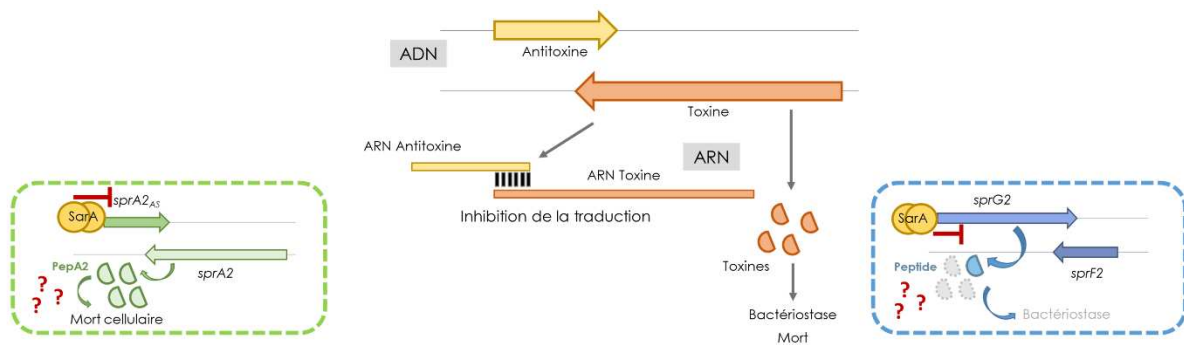 ADN
Antitoxine
Toxine
ARN Antitoxine
ARN
ARN Toxine
Inhibition de la traduction
Toxines
Bactériostase
Mort
SarA
sprA2AS
PepA2
sprA2
?
?
?
Mort cellulaire
SarA
sprG2
Peptide
sprF2
?
?
?
Bactériostase